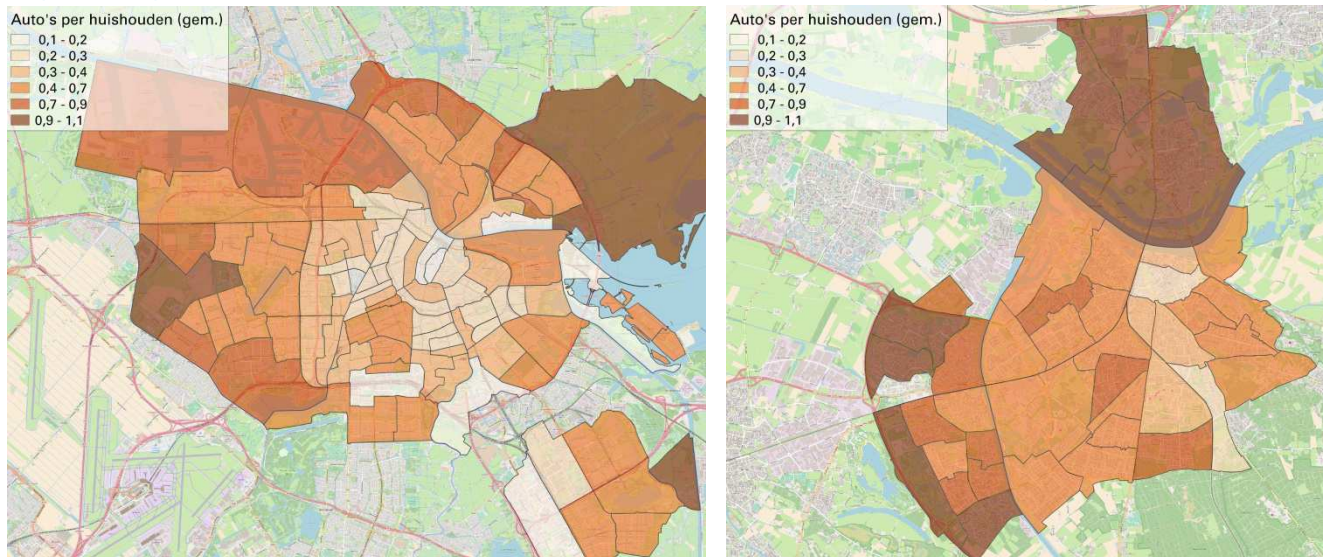 Auto's per huishouden (gem.)
0,1 - 0,2
0,2 - 0,3
0,3 - 0,4
0,4 - 0,7
0,7 - 0,9
0,9 - 1,1
Auto's per huishouden (gem.)
0,1 - 0,2
0,2 - 0,3
0,3 - 0,4
0,4 - 0,7
0,7 - 0,9
0,9 - 1,1